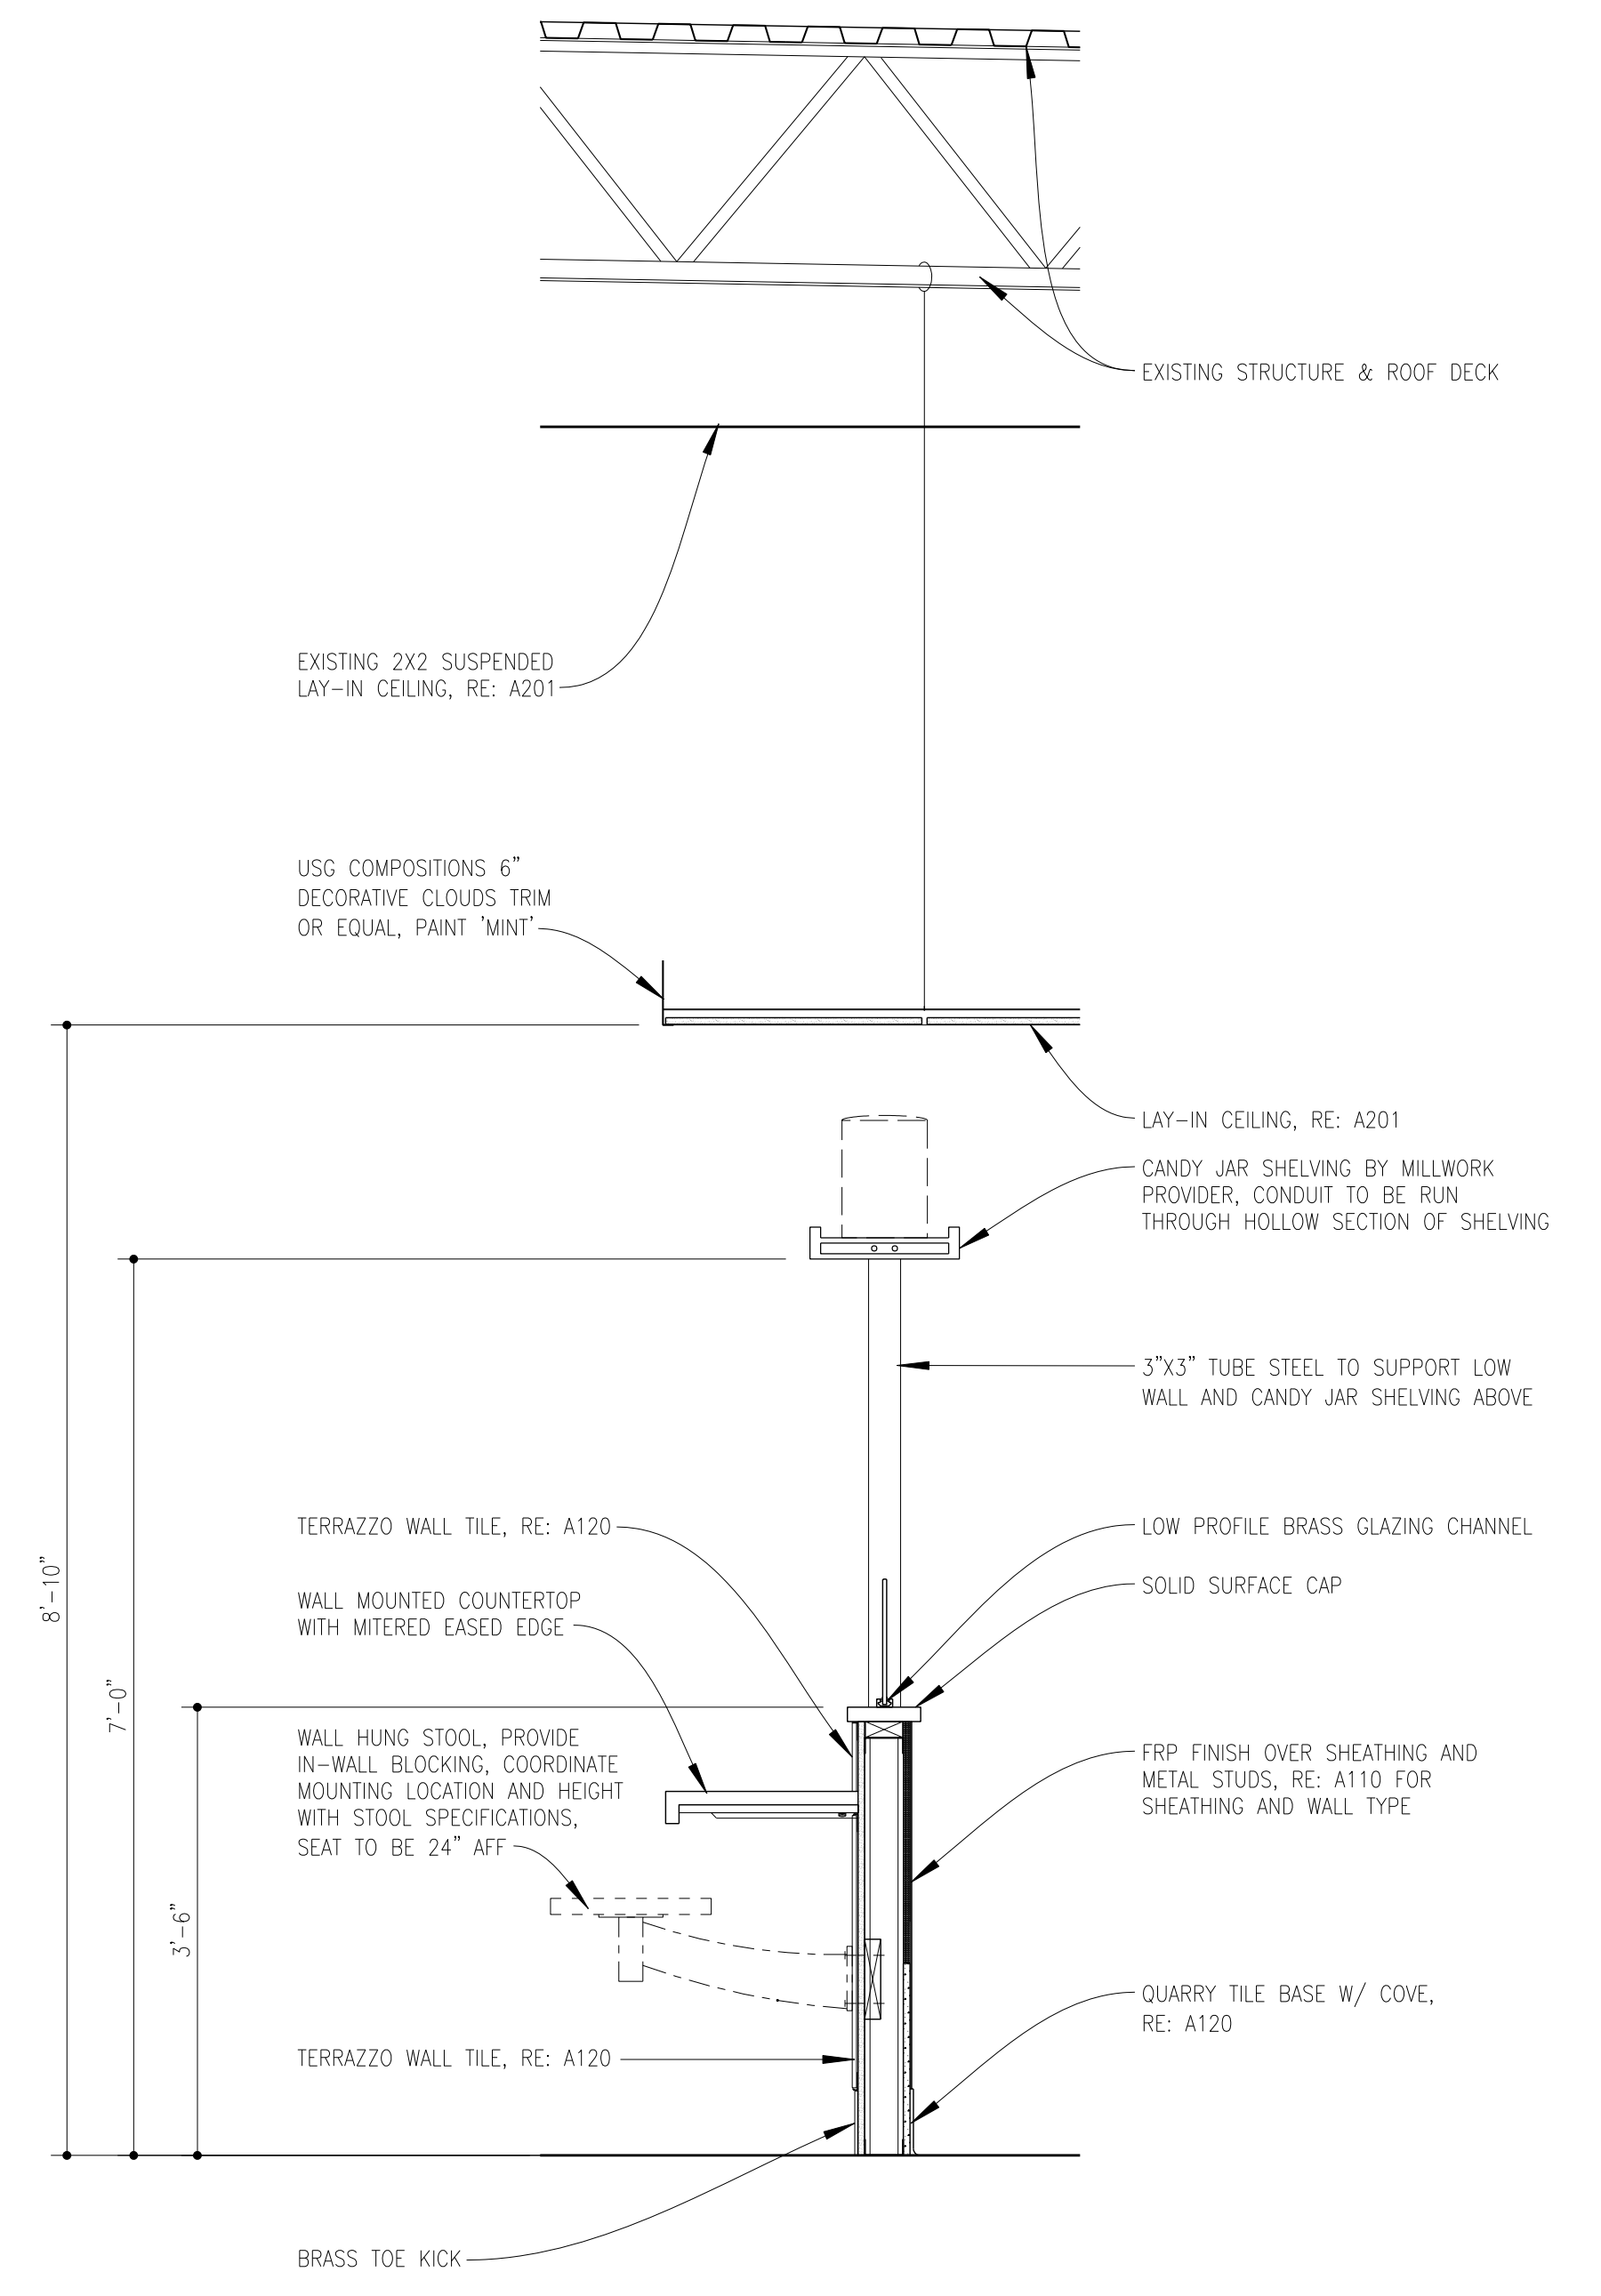 EXISTING STRUCTURE & ROOF DECK
EXISTING 2X2 SUSPENDED
LAY-IN CEILING, RE: A201
USG COMPOSITIONS 6"
DECORATIVE CLOUDS TRIM
OR EQUAL, PAINT 'MINT'
LAY-IN CEILING, RE: A201
CANDY JAR SHELVING BY MILLWORK
PROVIDER, CONDUIT TO BE RUN
THROUGH HOLLOW SECTION OF SHELVING
3"X3" TUBE STEEL TO SUPPORT LOW
WALL AND CANDY JAR SHELVING ABOVE
TERRAZZO WALL TILE, RE: A120
LOW PROFILE BRASS GLAZING CHANNEL
WALL MOUNTED COUNTERTOP
WITH MITERED EASED EDGE
SOLID SURFACE CAP
8'-10"
7'-0"
3'-6"
WALL HUNG STOOL, PROVIDE
IN-WALL BLOCKING, COORDINATE
MOUNTING LOCATION AND HEIGHT
WITH STOOL SPECIFICATIONS,
SEAT TO BE 24" AFF
FRP FINISH OVER SHEATHING AND
METAL STUDS, RE: A110 FOR
SHEATHING AND WALL TYPE
QUARRY TILE BASE W/ COVE,
RE: A120
TERRAZZO WALL TILE, RE: A120
BRASS TOE KICK